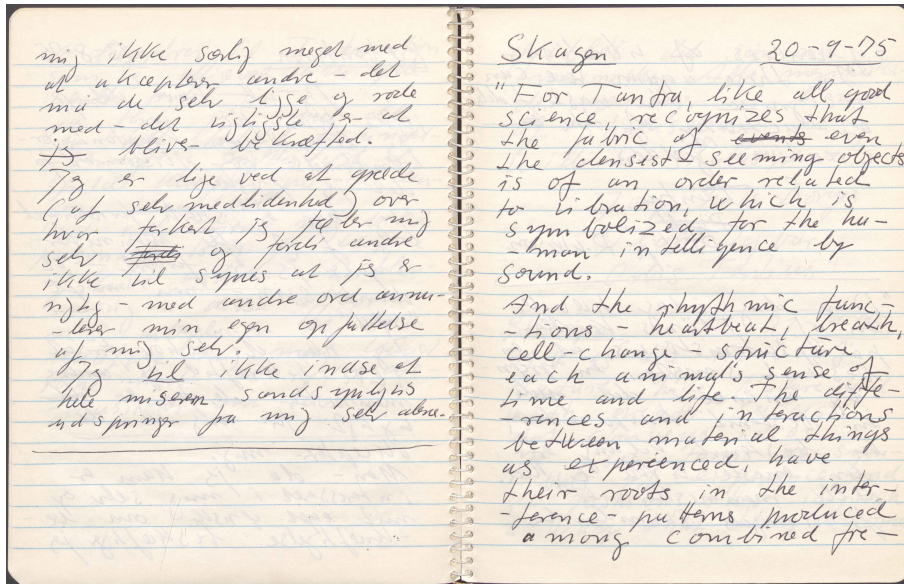 mig ikke særlig meget med
at akceptere andre - det
må de selv ligge og rode
med - det vigtigste er at
jeg bliver bekræftet.
Jeg er lige ved at græde
(af selvmedlidenhed) over
hvor forkert jeg føler mig
selv fordi og fordi andre
ikke vil synes at jeg er
rigtig - med andre ord annu-
-lerer min egen opfattelse
af mig selv.
Jeg vil ikke indse at
hele miseren sandsynligvis
udspringer fra mig selv alene.
Skagen 20-9-75
"For Tantra, like all good
science, recognizes that
the fabric of events even
the densest-seeming objects
is of an order related
to vibration, which is
symbolized for the hu-
-man intelligence by
sound.
And the rhythmic func-
-tions - heartbeat, breath,
cell-change - structure
each animal's sense of
time and life. The diffe-
-rences and interactions
between material things
as experienced, have
their roots in the inter-
-ference-patterns produced
among combined fre-